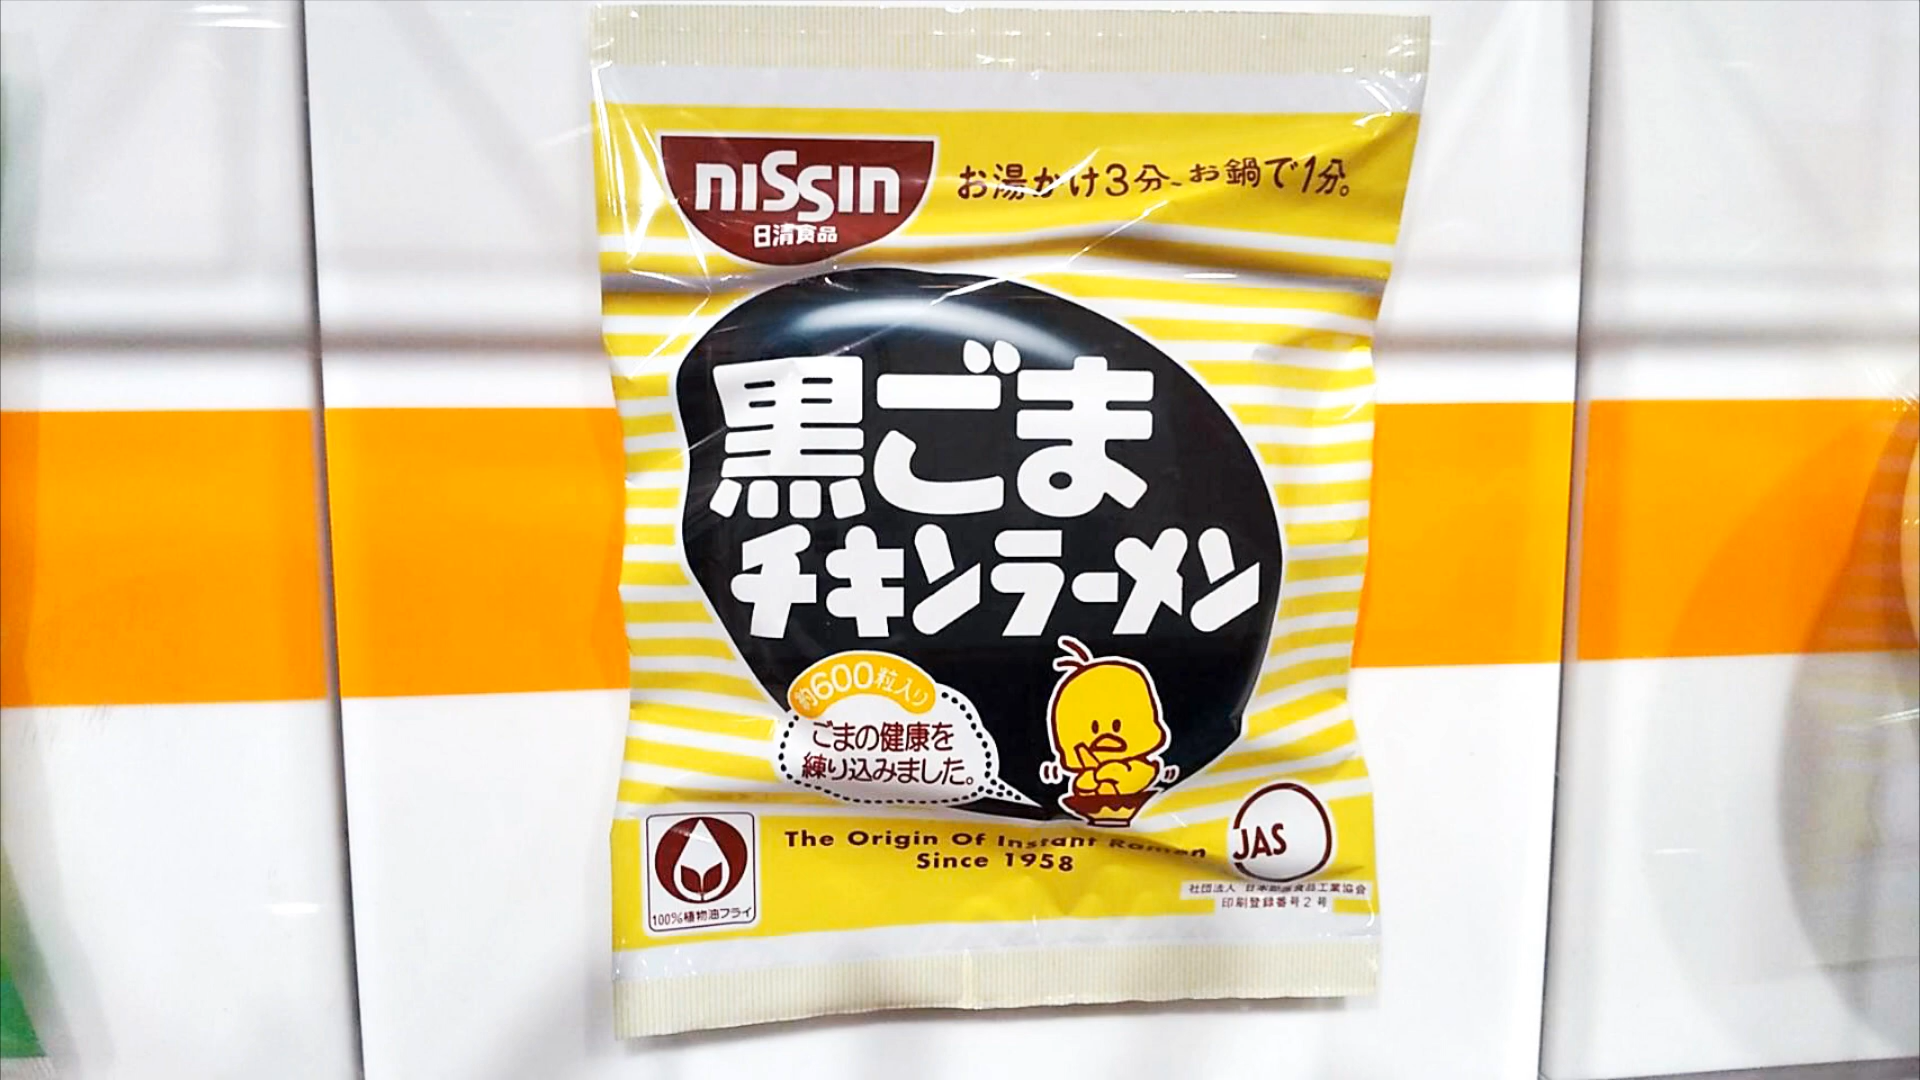 NISSIN
日清食品
お湯かけ3分、お鍋で1分。
黒ごま
チキンラーメン
約600粒入り
ごまの健康を
練り込みました。
The Origin Of Instant Ramen
Since 1958
JAS
100%植物油フライ
社団法人 日本即席食品工業協会
印刷登録番号2号